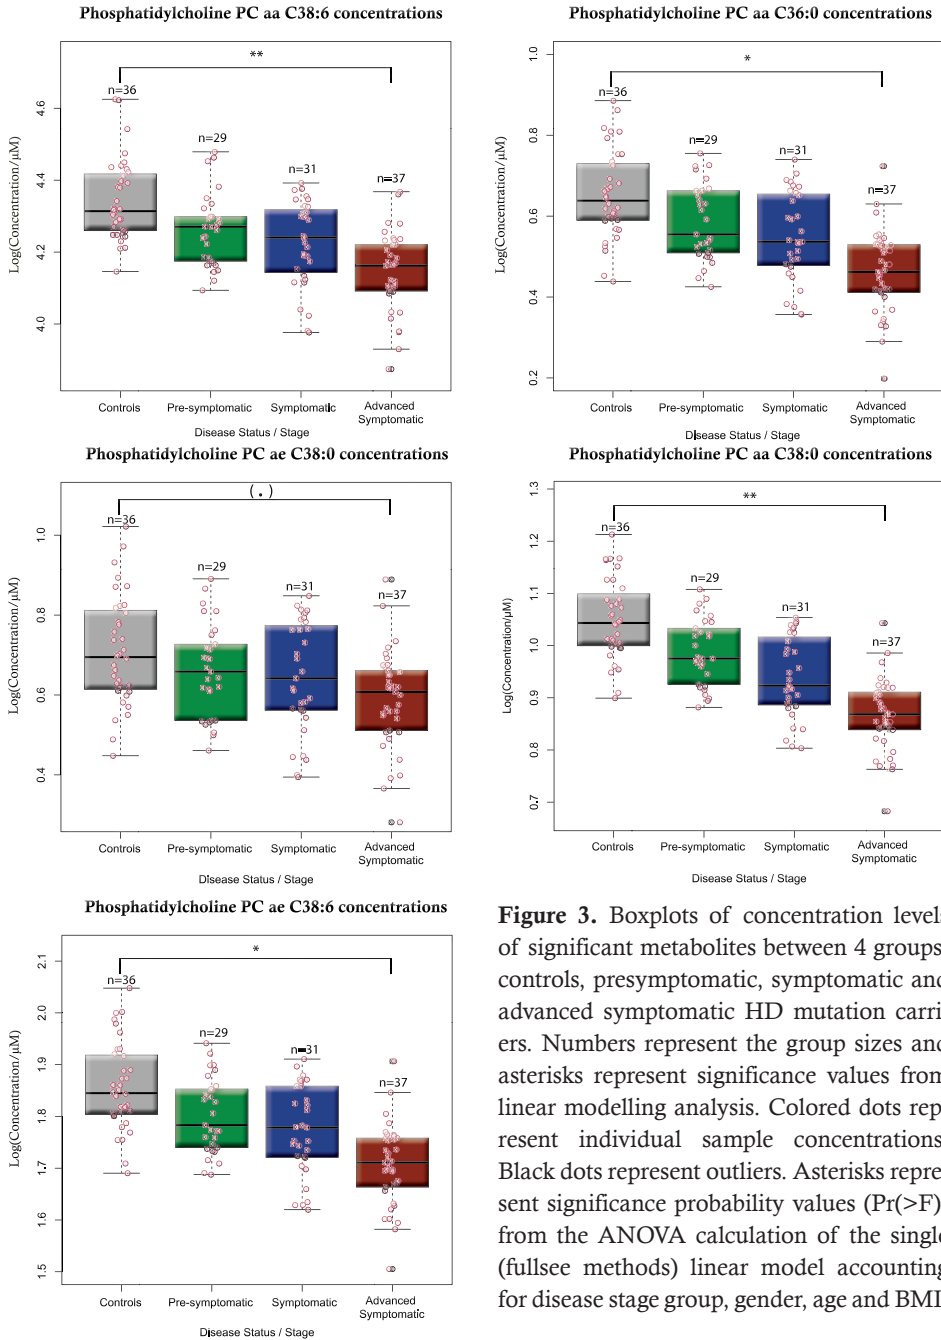 Phosphatidylcholine PC aa C38:6 concentrations
**
n=36
n=29
n=31
n=37
Log(Concentration/µM)
4.6
4.4
4.2
4.0
Controls
Pre-symptomatic
Symptomatic
Advanced
Symptomatic
Disease Status / Stage
Phosphatidylcholine PC aa C36:0 concentrations
*
n=36
n=29
n=31
n=37
Log(Concentration/µM)
1.0
0.8
0.6
0.4
0.2
Controls
Pre-symptomatic
Symptomatic
Advanced
Symptomatic
Disease Status / Stage
Phosphatidylcholine PC ae C38:0 concentrations
(.)
n=36
n=29
n=31
n=37
Log(Concentration/µM)
1.0
0.8
0.6
0.4
Controls
Pre-symptomatic
Symptomatic
Advanced
Symptomatic
Disease Status / Stage
Phosphatidylcholine PC aa C38:0 concentrations
**
n=36
n=29
n=31
n=37
Log(Concentration/µM)
1.3
1.2
1.1
1.0
0.9
0.8
0.7
Controls
Pre-symptomatic
Symptomatic
Advanced
Symptomatic
Disease Status / Stage
Phosphatidylcholine PC ae C38:6 concentrations
*
n=36
n=29
n=31
n=37
Log(Concentration/µM)
2.1
2.0
1.9
1.8
1.7
1.6
1.5
Controls
Pre-symptomatic
Symptomatic
Advanced
Symptomatic
Disease Status / Stage
Figure 3. Boxplots of concentration levels
of significant metabolites between 4 groups
controls, presymptomatic, symptomatic and
advanced symptomatic HD mutation carri
ers. Numbers represent the group sizes and
asterisks represent significance values from
linear modelling analysis. Colored dots rep
resent individual sample concentrations
Black dots represent outliers. Asterisks repre
sent significance probability values (Pr(>F)
from the ANOVA calculation of the single
(fullsee methods) linear model accounting
for disease stage group, gender, age and BMI